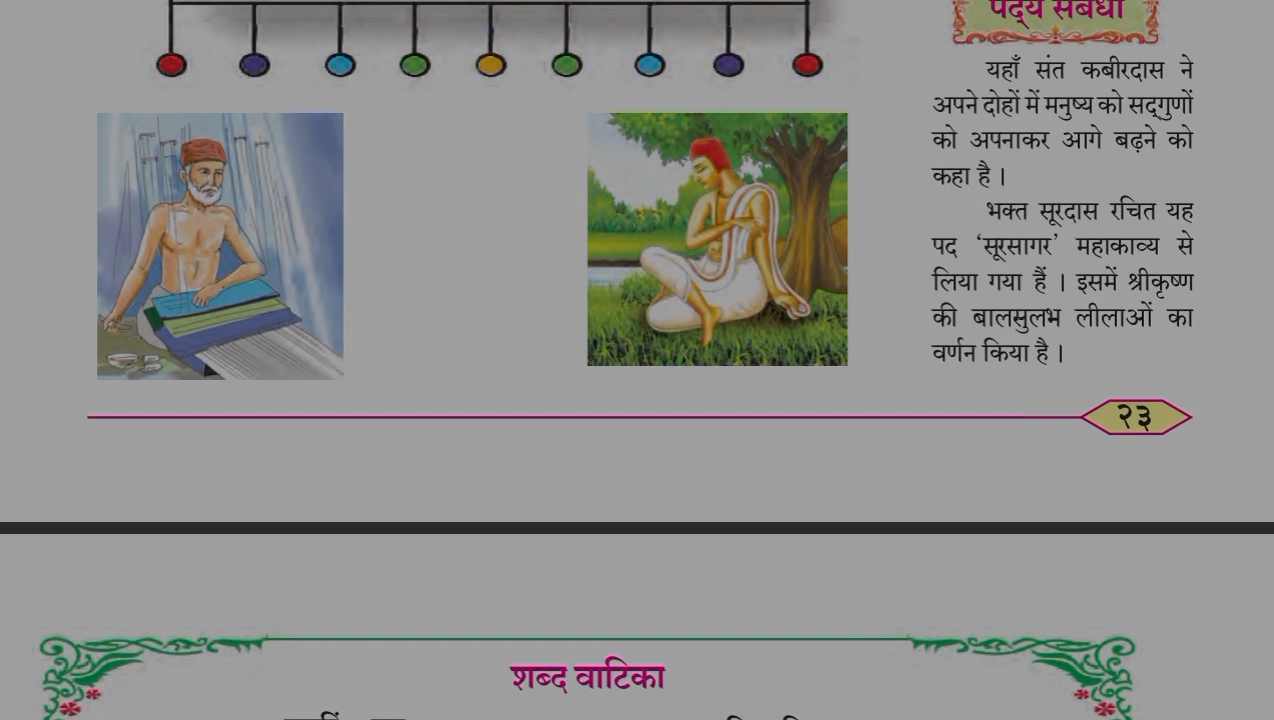 पद्य संबंधी
यहाँ संत कबीरदास ने
अपने दोहों में मनुष्य को सद्‌गुणों
को अपनाकर आगे बढ़ने को
कहा है ।
भक्त सूरदास रचित यह
पद ‘सूरसागर’ महाकाव्य से
लिया गया हैं । इसमें श्रीकृष्ण
की बालसुलभ लीलाओं का
वर्णन किया है ।
२३
शब्द वाटिका